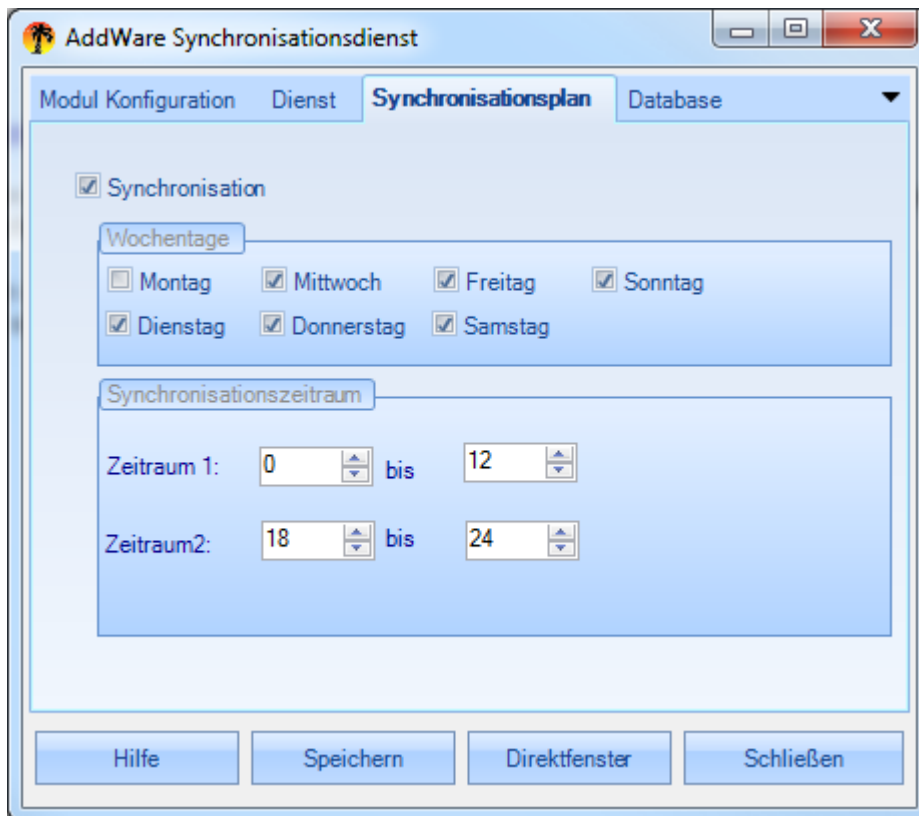 AddWare Synchronisationsdienst
Modul Konfiguration Dienst Synchronisationsplan Database
Synchronisation
Wochentage
Montag Mittwoch Freitag Sonntag
Dienstag Donnerstag Samstag
Synchronisationszeitraum
Zeitraum 1: 0 bis 12
Zeitraum2: 18 bis 24
Hilfe Speichern Direktfenster Schließen